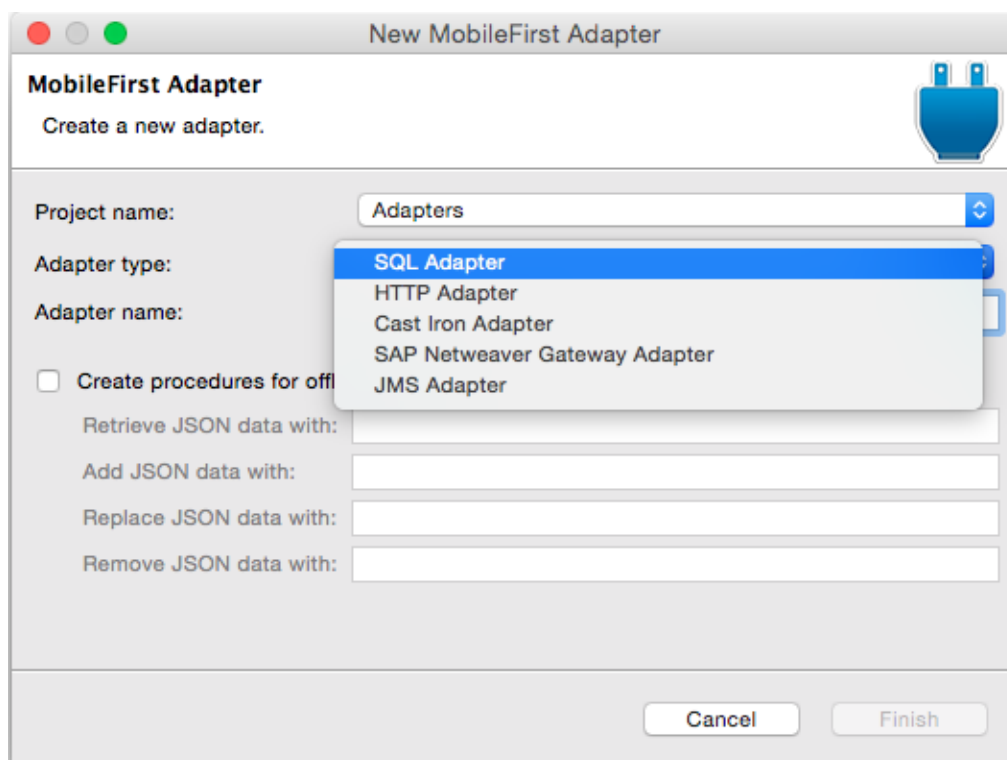 New MobileFirst Adapter
MobileFirst Adapter
Create a new adapter.
Project name: Adapters
Adapter type: SQL Adapter
HTTP Adapter
Adapter name: Cast Iron Adapter
SAP Netweaver Gateway Adapter
Create procedures for offl JMS Adapter
Retrieve JSON data with:
Add JSON data with:
Replace JSON data with:
Remove JSON data with:
Cancel Finish